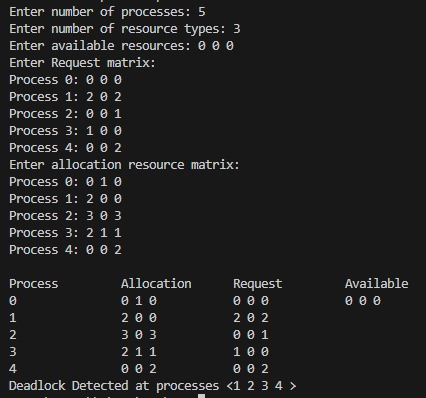 Enter number of processes: 5
Enter number of resource types: 3
Enter available resources: 0 0 0
Enter Request matrix:
Process 0: 0 0 0
Process 1: 2 0 2
Process 2: 0 0 1
Process 3: 1 0 0
Process 4: 0 0 2
Enter allocation resource matrix:
Process 0: 0 1 0
Process 1: 2 0 0
Process 2: 3 0 3
Process 3: 2 1 1
Process 4: 0 0 2
Process Allocation Request Available
0 0 1 0 0 0 0 0 0 0
1 2 0 0 2 0 2
2 3 0 3 0 0 1
3 2 1 1 1 0 0
4 0 0 2 0 0 2
Deadlock Detected at processes <1 2 3 4 >